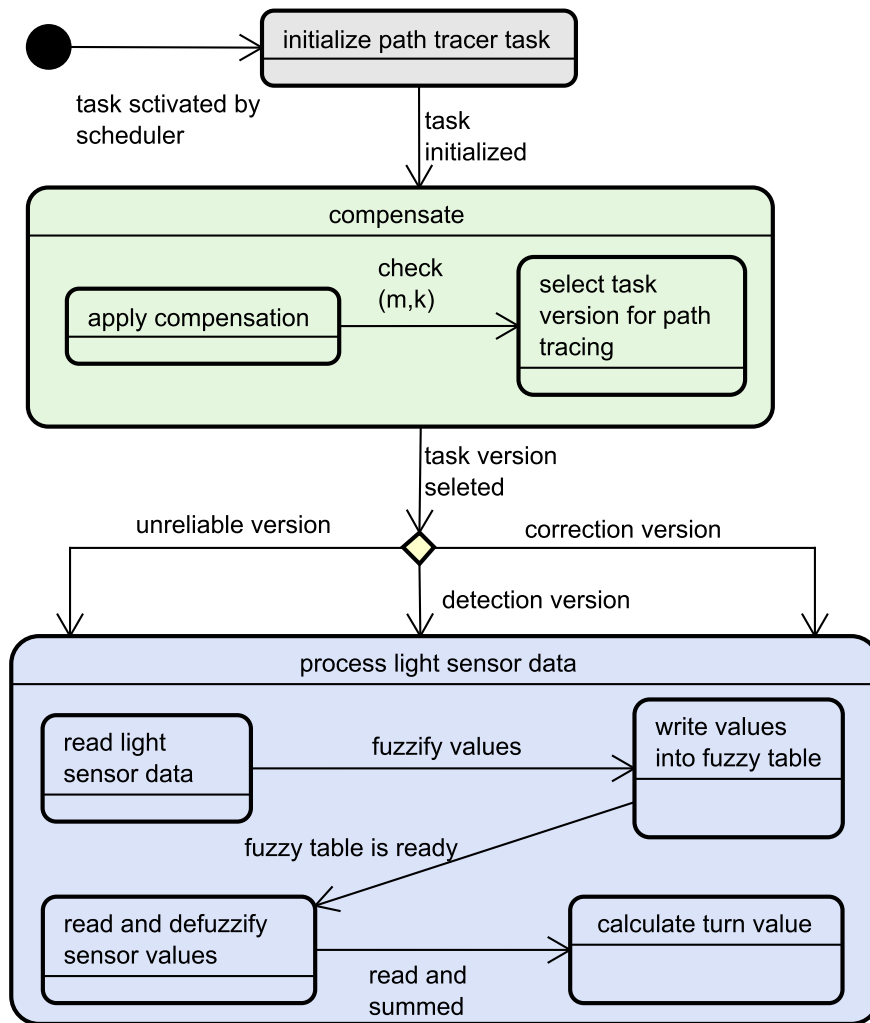 initialize path tracer task
task sctivated by
scheduler
task
initialized
compensate
check
(m,k)
apply compensation
select task
version for path
tracing
task version
seleted
unreliable version
correction version
detection version
process light sensor data
read light
sensor data
fuzzify values
write values
into fuzzy table
fuzzy table is ready
read and defuzzify
sensor values
read and
summed
calculate turn value